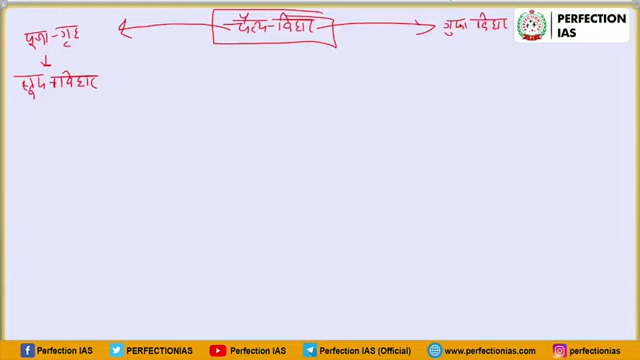 चैत्य-विहार
पूजा-गृह
गुफा विहार
स्तूप विहार
PERFECTION
IAS
Perfection IAS
PERFECTIONIAS
Perfection IAS
Perfection IAS (Official)
www.perfectionias.com
perfectionias